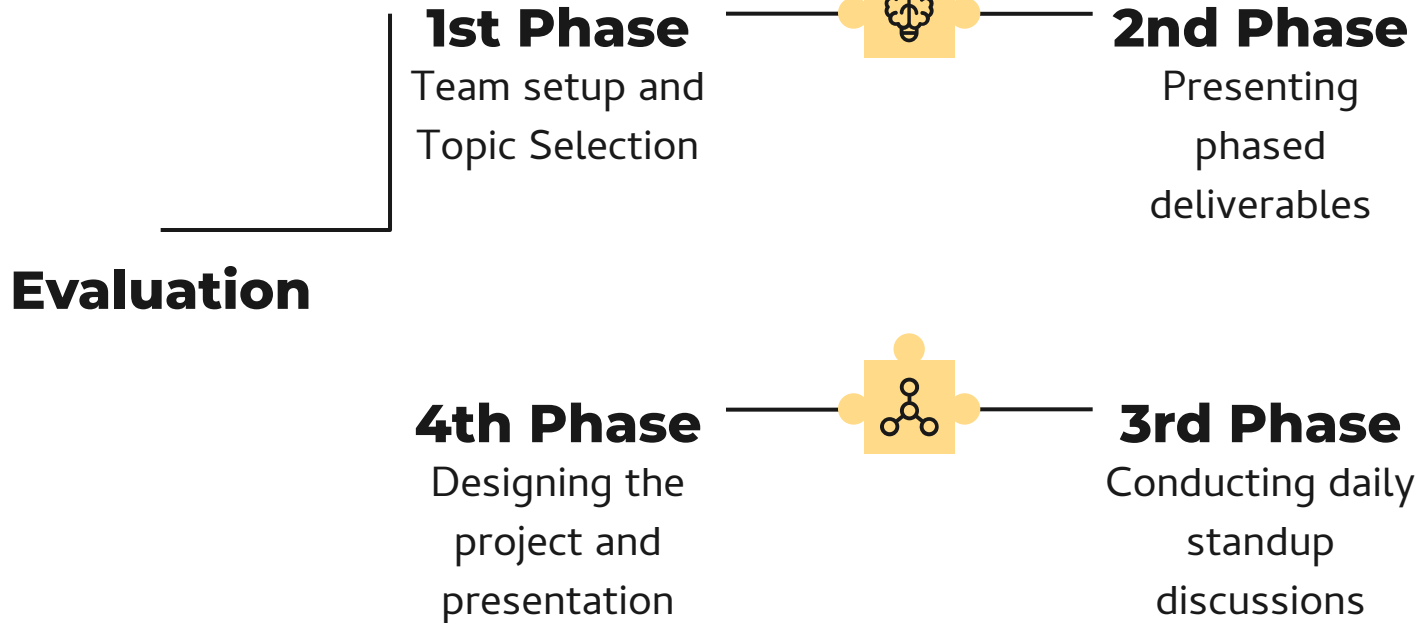 1st Phase
Team setup and
Topic Selection
2nd Phase
Presenting
phased
deliverables
Evaluation
4th Phase
Designing the
project and
presentation
3rd Phase
Conducting daily
standup
discussions